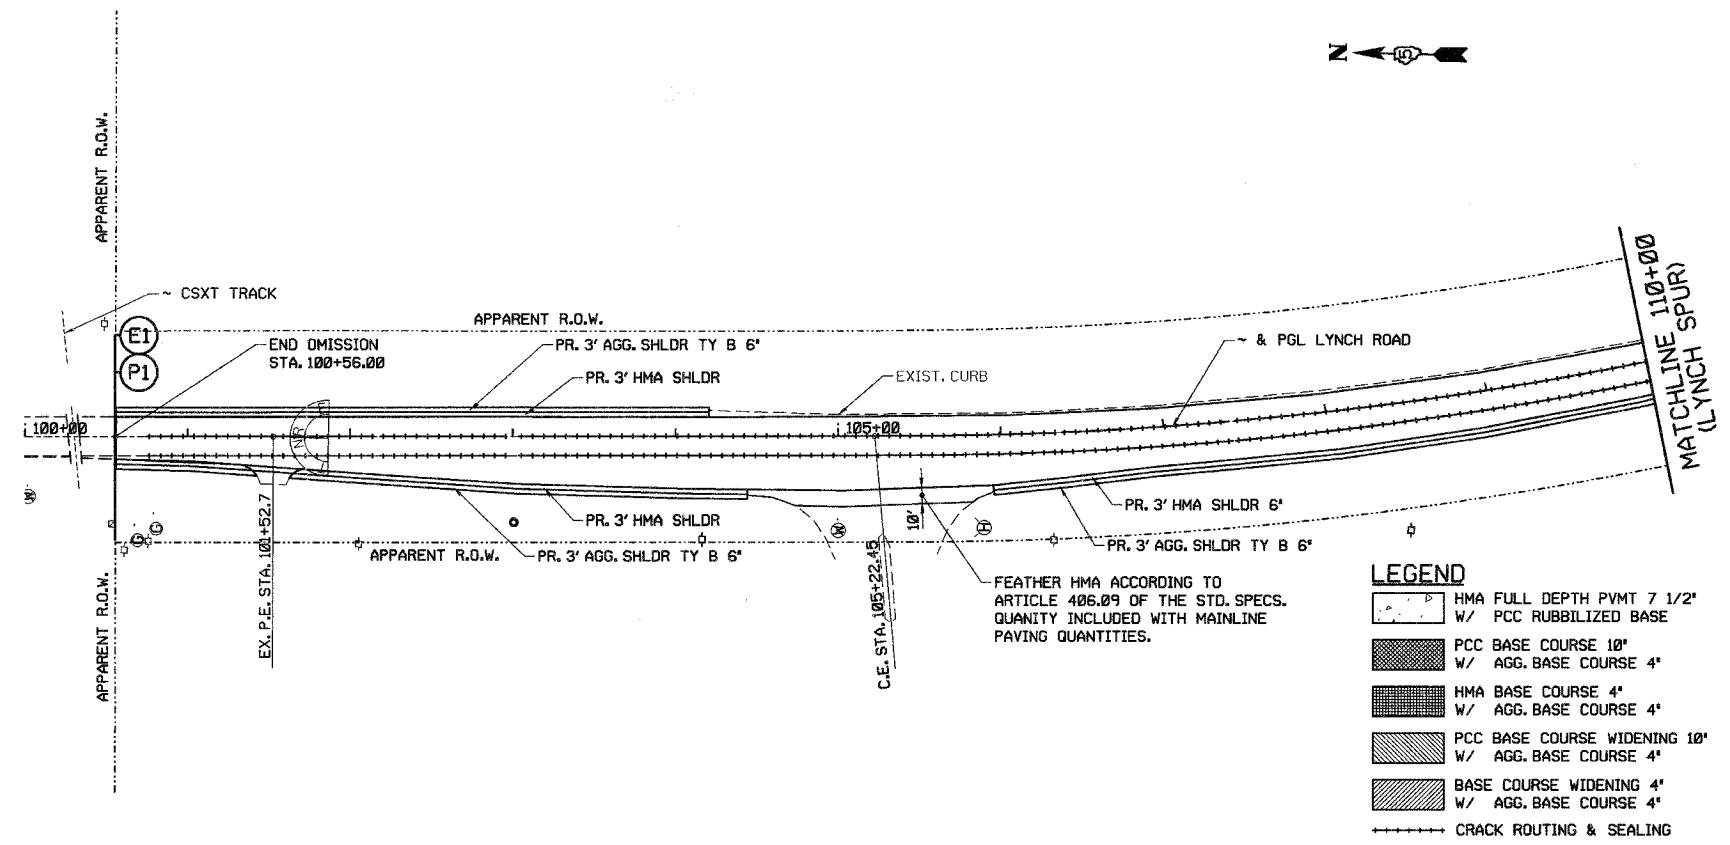 N
5
APPARENT R.O.W.
~ CSXT TRACK
E1
P1
APPARENT R.O.W.
END OMISSION
STA. 100+56.00
PR. 3' AGG. SHLDR TY B 6"
PR. 3' HMA SHLDR
EXIST. CURB
~ & PGL LYNCH ROAD
MATCHLINE 110+00
(LYNCH SPUR)
100+00
105+00
W
G
G
EX. P.E. STA. 101+52.7
PR. 3' HMA SHLDR
APPARENT R.O.W.
PR. 3' AGG. SHLDR TY B 6"
W
10'
H
C.E. STA. 105+22.45
PR. 3' HMA SHLDR 6"
PR. 3' AGG. SHLDR TY B 6"
FEATHER HMA ACCORDING TO
ARTICLE 406.09 OF THE STD. SPECS.
QUANITY INCLUDED WITH MAINLINE
PAVING QUANTITIES.
APPARENT R.O.W.
LEGEND
HMA FULL DEPTH PVMT 7 1/2"
W/ PCC RUBBILIZED BASE
PCC BASE COURSE 10"
W/ AGG. BASE COURSE 4"
HMA BASE COURSE 4"
W/ AGG. BASE COURSE 4"
PCC BASE COURSE WIDENING 10"
W/ AGG. BASE COURSE 4"
BASE COURSE WIDENING 4"
W/ AGG. BASE COURSE 4"
CRACK ROUTING & SEALING